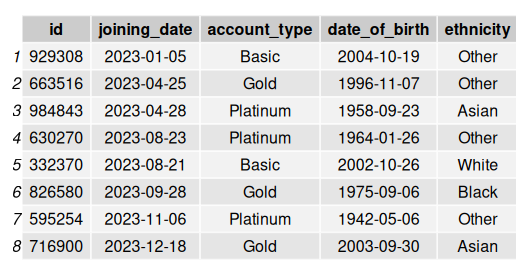 id joining_date account_type date_of_birth ethnicity
1 929308 2023-01-05 Basic 2004-10-19 Other
2 663516 2023-04-25 Gold 1996-11-07 Other
3 984843 2023-04-28 Platinum 1958-09-23 Asian
4 630270 2023-08-23 Platinum 1964-01-26 Other
5 332370 2023-08-21 Basic 2002-10-26 White
6 826580 2023-09-28 Gold 1975-09-06 Black
7 595254 2023-11-06 Platinum 1942-05-06 Other
8 716900 2023-12-18 Gold 2003-09-30 Asian